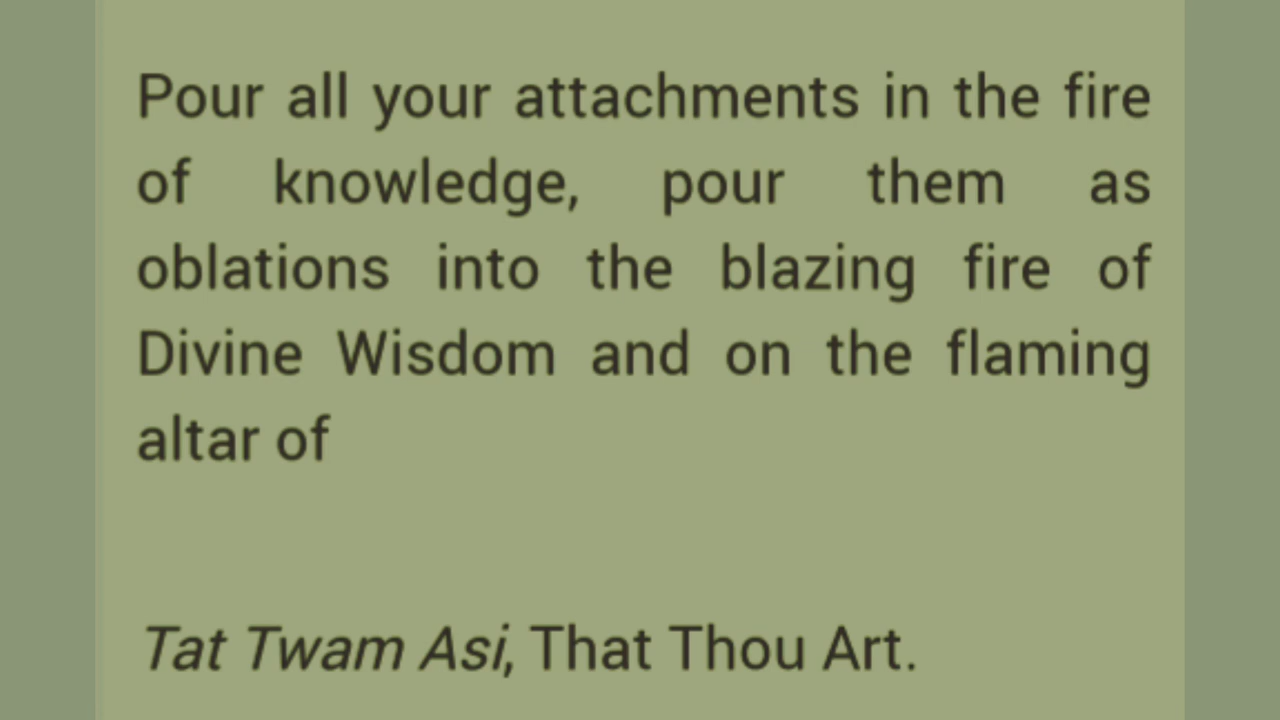 Pour all your attachments in the fire
of knowledge, pour them as
oblations into the blazing fire of
Divine Wisdom and on the flaming
altar of
Tat Twam Asi, That Thou Art.